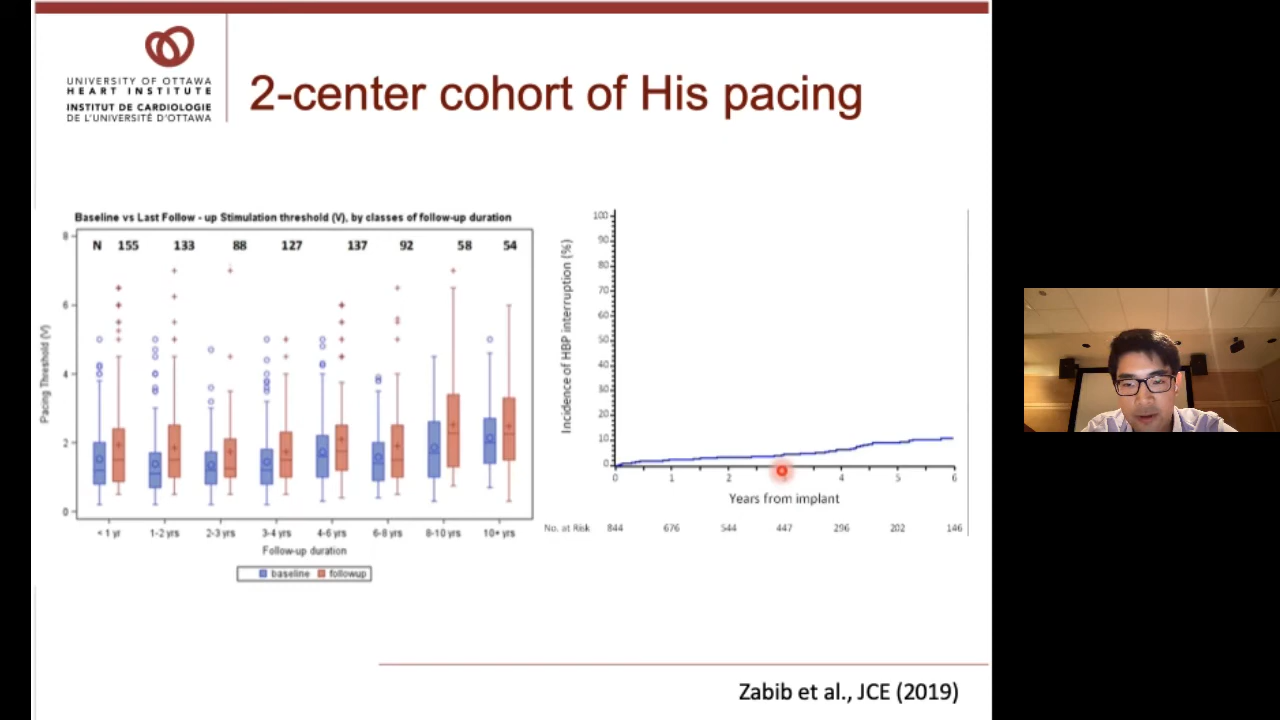 UNIVERSITY OF OTTAWA
HEART INSTITUTE
INSTITUT DE CARDIOLOGIE
DE L'UNIVERSITÉ D'OTTAWA
2-center cohort of His pacing
Baseline vs Last Follow - up Stimulation threshold (V), by classes of follow-up duration
N 155 133 88 127 137 92 58 54
8
6
4
2
0
Pacing Threshold (V)
< 1 yr 1-2 yrs 2-3 yrs 3-4 yrs 4-6 yrs 6-8 yrs 8-10 yrs 10+ yrs
Follow-up duration
baseline followup
Incidence of HBP interruption (%)
100
90
80
70
60
50
40
30
20
10
0
0 1 2 4 5 6
Years from implant
No. at Risk 844 676 544 447 296 202 146
Zabib et al., JCE (2019)